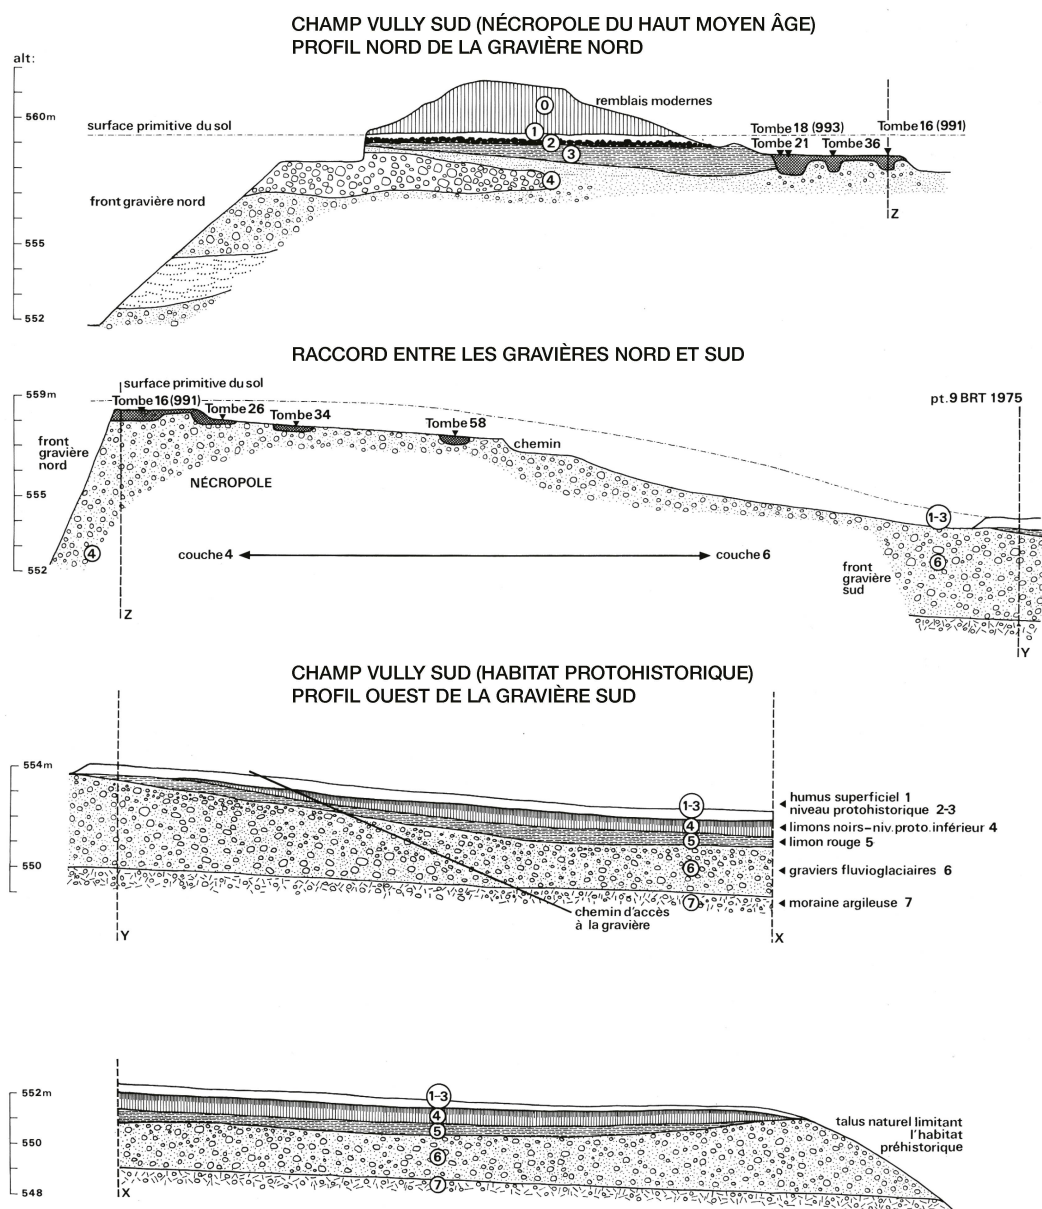 CHAMP VULLY SUD (NÉCROPOLE DU HAUT MOYEN ÂGE)
PROFIL NORD DE LA GRAVIÈRE NORD
alt:
560m
555
552
surface primitive du sol
front gravière nord
0
remblais modernes
1
2
3
4
Tombe 18 (993)
Tombe 21
Tombe 36
Tombe 16 (991)
Z
RACCORD ENTRE LES GRAVIÈRES NORD ET SUD
559m
555
552
surface primitive du sol
Tombe 16 (991)
Tombe 26
Tombe 34
Tombe 58
chemin
pt. 9 BRT 1975
front
gravière
nord
NÉCROPOLE
4
couche 4
couche 6
1-3
6
front
gravière
sud
Z
Y
CHAMP VULLY SUD (HABITAT PROTOHISTORIQUE)
PROFIL OUEST DE LA GRAVIÈRE SUD
554m
550
1-3
4
5
6
7
humus superficiel 1
niveau protohistorique 2-3
limons noirs-niv.proto.inférieur 4
limon rouge 5
graviers fluvioglaciaires 6
moraine argileuse 7
chemin d'accès
à la gravière
Y
X
552m
550
548
1-3
4
5
6
7
talus naturel limitant
l'habitat
préhistorique
X